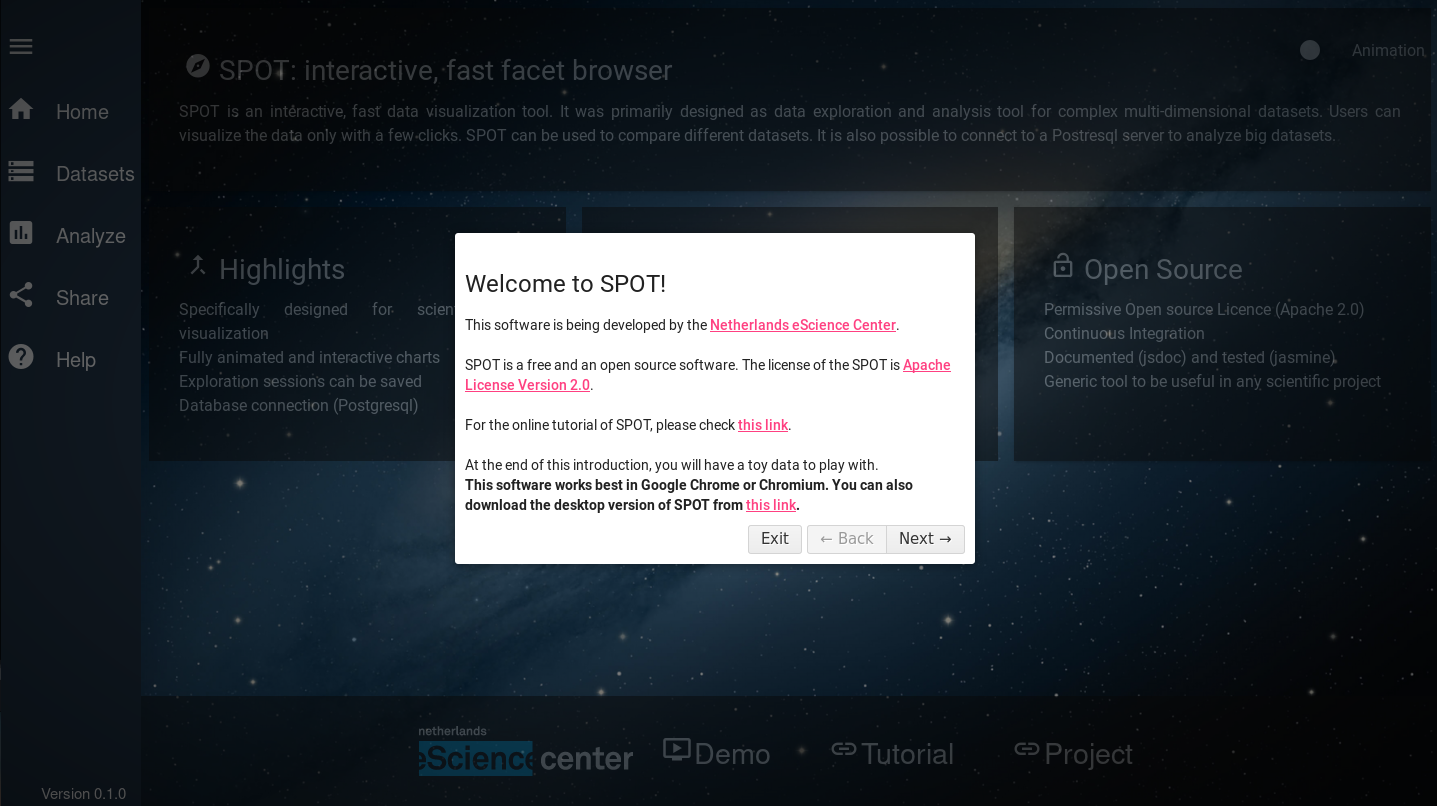 Animation
SPOT: interactive, fast facet browser
SPOT is an interactive, fast data visualization tool. It was primarily designed as data exploration and analysis tool for complex multi-dimensional datasets. Users can
visualize the data only with a few clicks. SPOT can be used to compare different datasets. It is also possible to connect to a Postresql server to analyze big datasets.
Home
Datasets
Analyze
Share
Help
Version 0.1.0
Highlights
Specifically designed for
visualization
Fully animated and interactive charts
Exploration sessions can be saved
Database connection (Postgresql)
Welcome to SPOT!
This software is being developed by the Netherlands eScience Center.
SPOT is a free and an open source software. The license of the SPOT is Apache
License Version 2.0.
For the online tutorial of SPOT, please check this link.
At the end of this introduction, you will have a toy data to play with.
This software works best in Google Chrome or Chromium. You can also
download the desktop version of SPOT from this link.
Exit
← Back
Next →
Open Source
Permissive Open source Licence (Apache 2.0)
Continuous Integration
Documented (jsdoc) and tested (jasmine)
Generic tool to be useful in any scientific project
netherlands
eScience center
Demo
Tutorial
Project